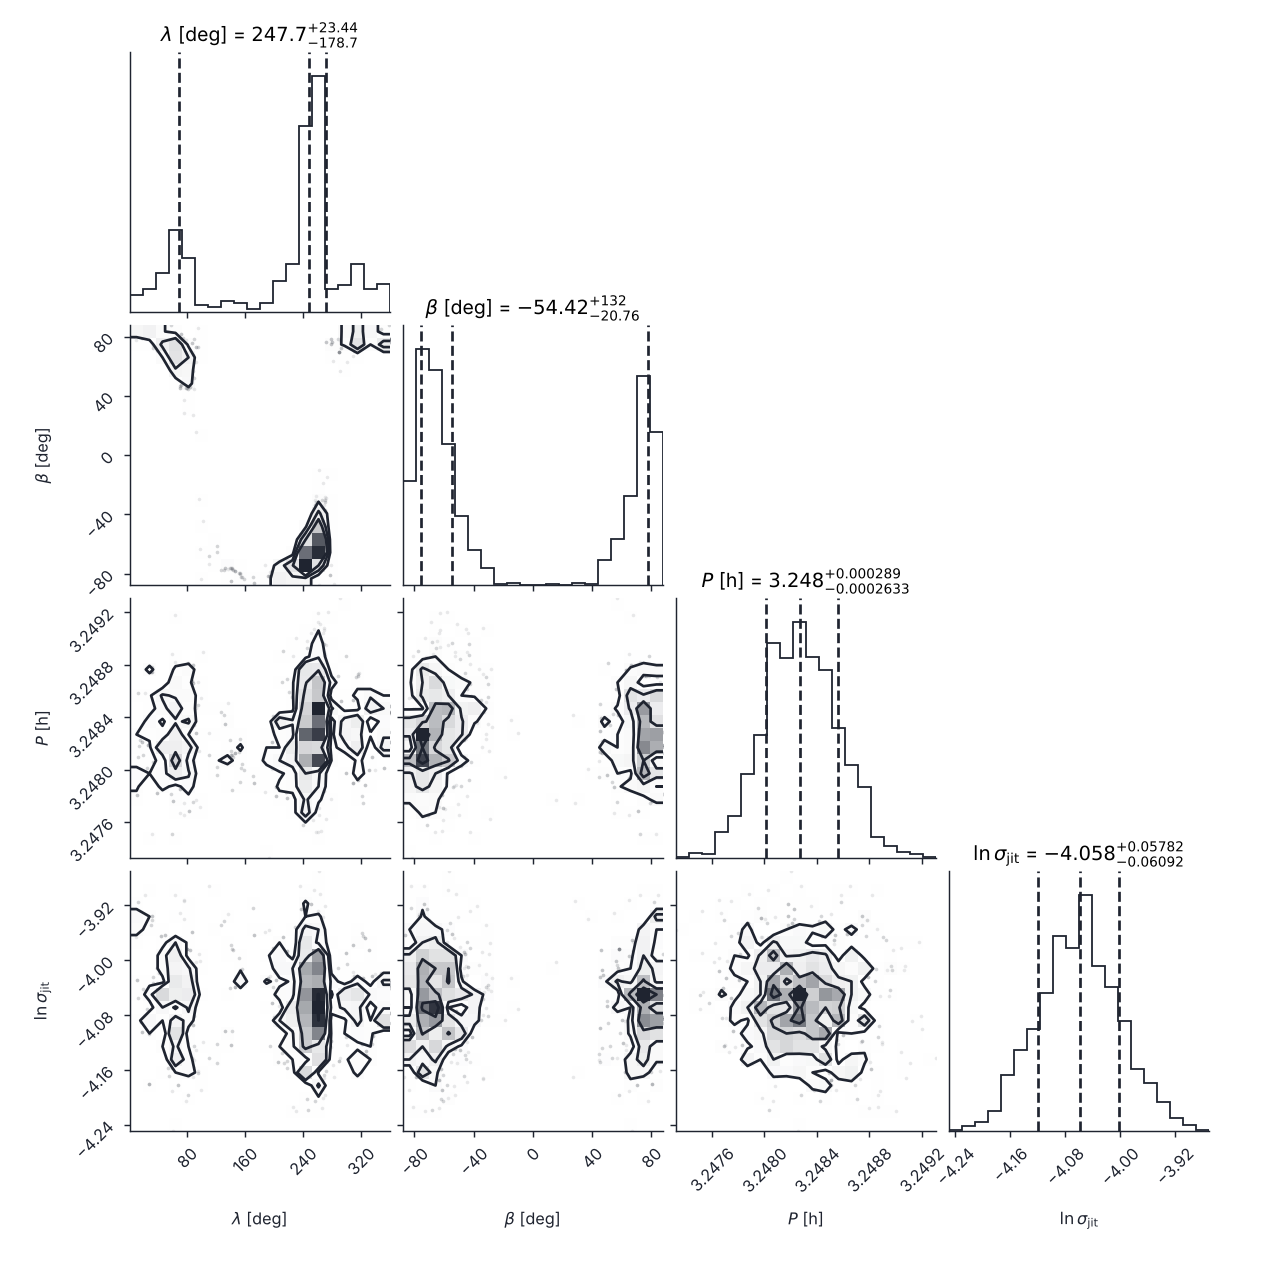 λ [deg] = 247.7+23.44−178.7
β [deg] = −54.42+132−20.76
80
40
0
−40
−80
β [deg]
P [h] = 3.248+0.000289−0.0002633
3.2492
3.2488
3.2484
3.2480
3.2476
P [h]
ln σjit = −4.058+0.05782−0.06092
−3.92
−4.00
−4.08
−4.16
−4.24
ln σjit
80 160 240 320
−80 −40 0 40 80
3.2476 3.2480 3.2484 3.2488 3.2492
−4.24 −4.16 −4.08 −4.00 −3.92
λ [deg] β [deg] P [h] ln σjit